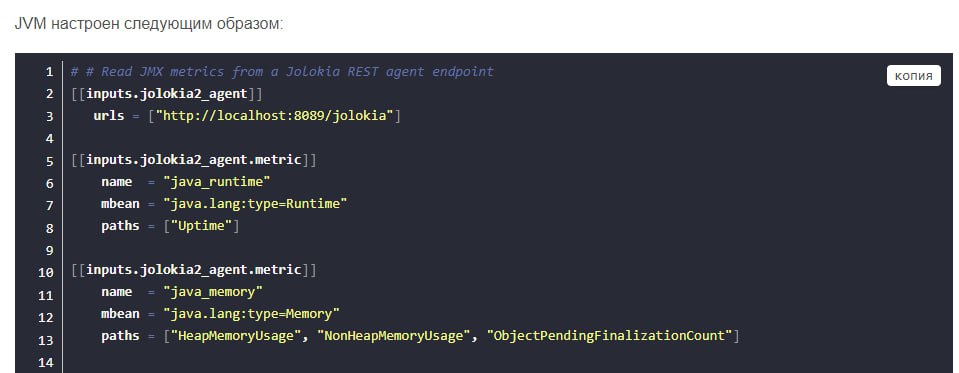 JVM настроен следующим образом:
копия
1 # # Read JMX metrics from a Jolokia REST agent endpoint
2 [[inputs.jolokia2_agent]]
3    urls = ["http://localhost:8089/jolokia"]
4
5 [[inputs.jolokia2_agent.metric]]
6     name  = "java_runtime"
7     mbean = "java.lang:type=Runtime"
8     paths = ["Uptime"]
9
10 [[inputs.jolokia2_agent.metric]]
11     name  = "java_memory"
12     mbean = "java.lang:type=Memory"
13     paths = ["HeapMemoryUsage", "NonHeapMemoryUsage", "ObjectPendingFinalizationCount"]
14